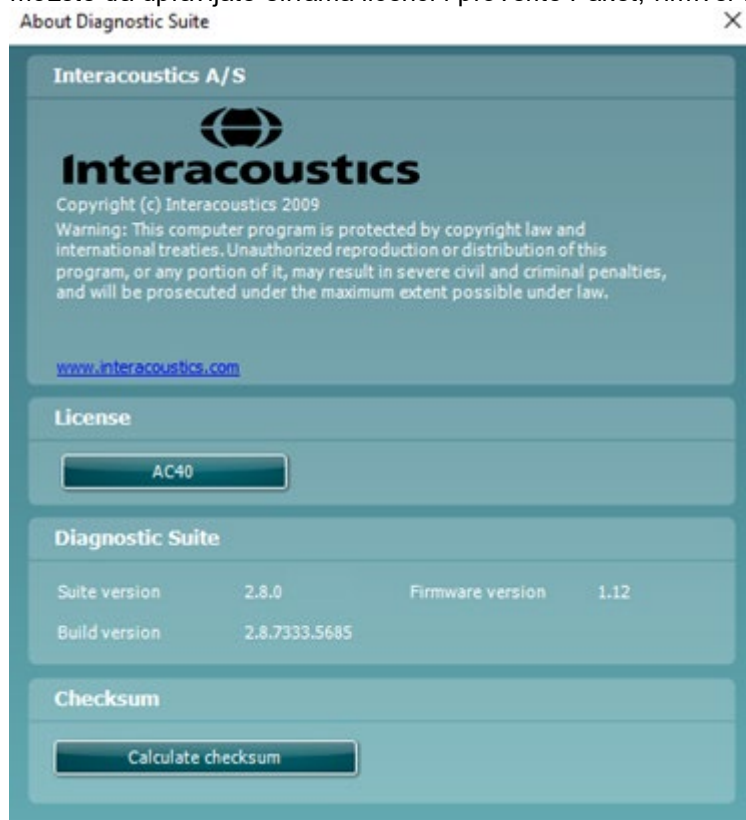 About Diagnostic Suite
Interacoustics A/S
Interacoustics
Copyright (c) Interacoustics 2009
Warning: This computer program is protected by copyright law and
international treaties. Unauthorized reproduction or distribution of this
program, or any portion of it, may result in severe civil and criminal penalties,
and will be prosecuted under the maximum extent possible under law.
www.interacoustics.com
License
AC40
Diagnostic Suite
Suite version 2.8.0 Firmware version 1.12
Build version 2.8.7333.5685
Checksum
Calculate checksum